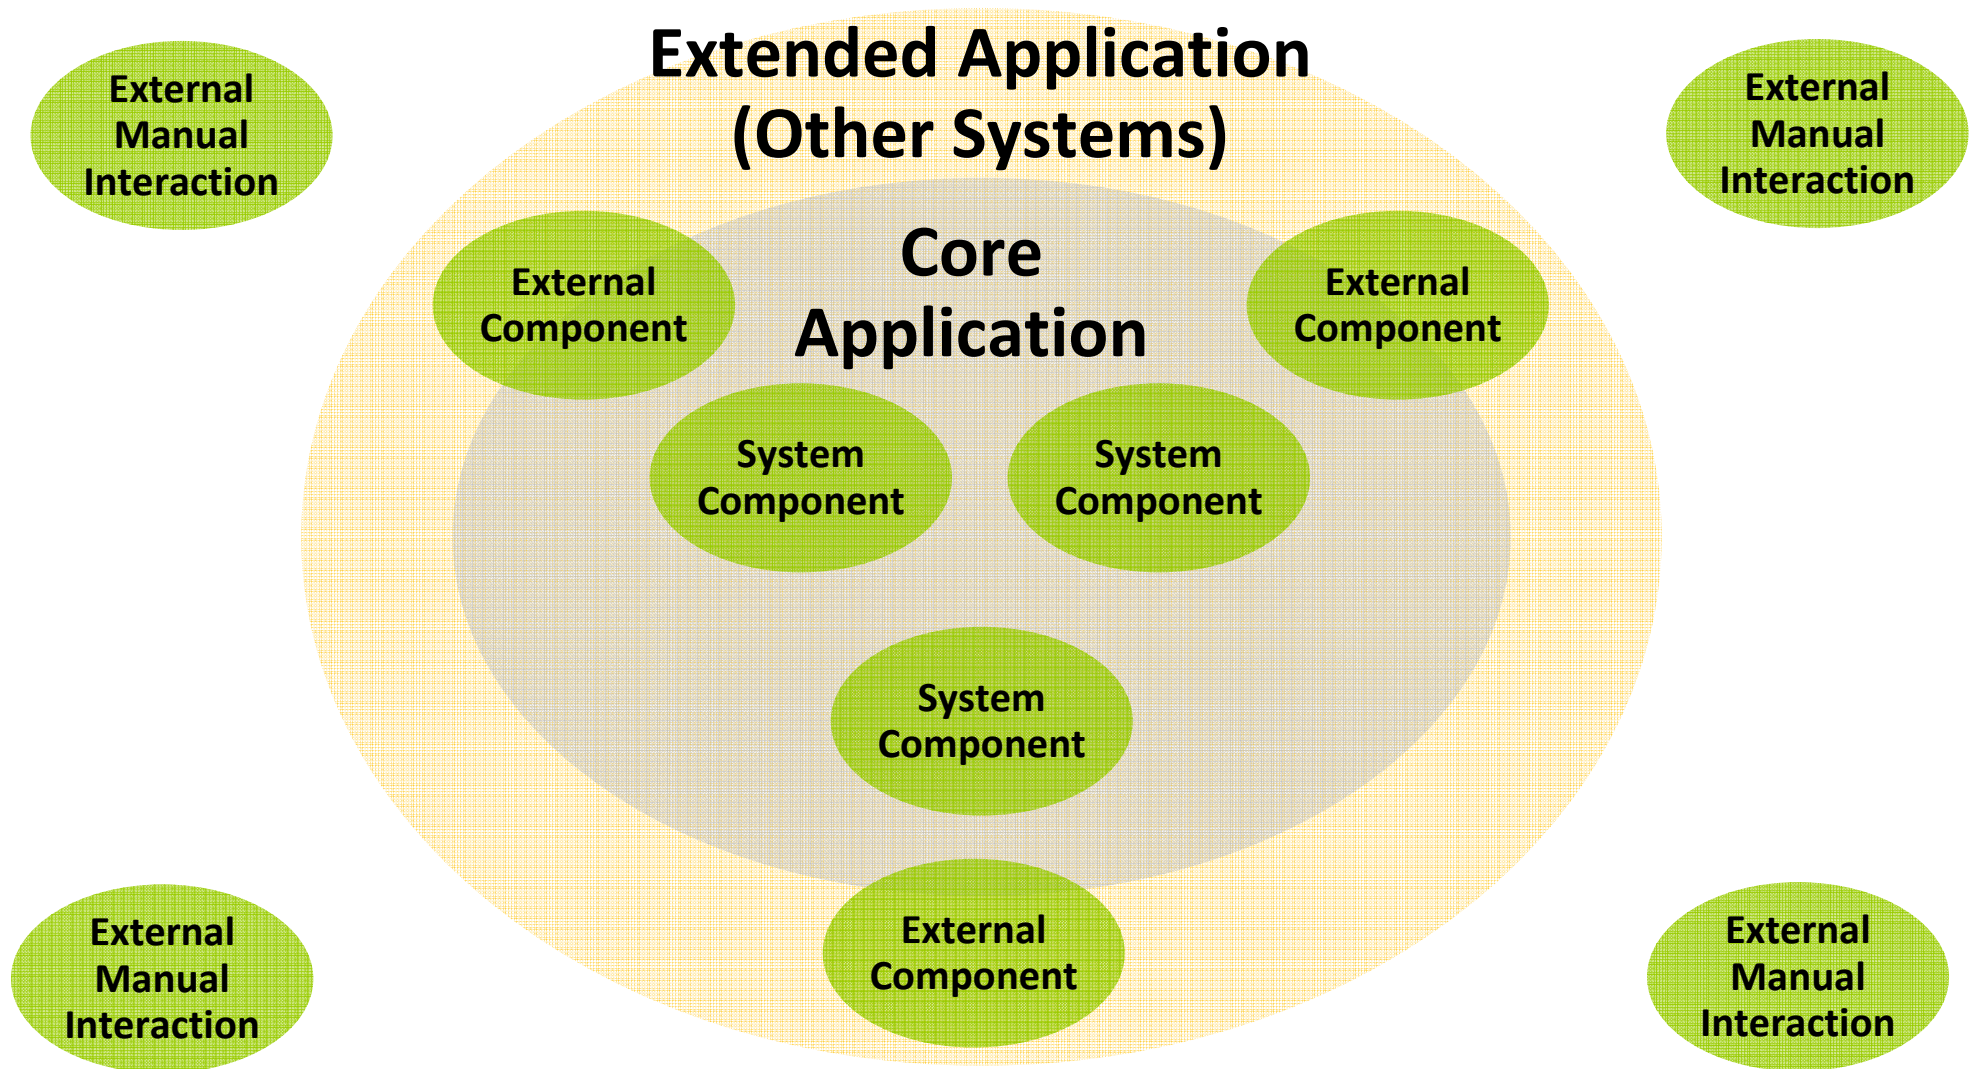 Extended Application
(Other Systems)
External
Manual
Interaction
External
Manual
Interaction
Core
Application
External
Component
External
Component
System
Component
System
Component
System
Component
External
Component
External
Manual
Interaction
External
Manual
Interaction